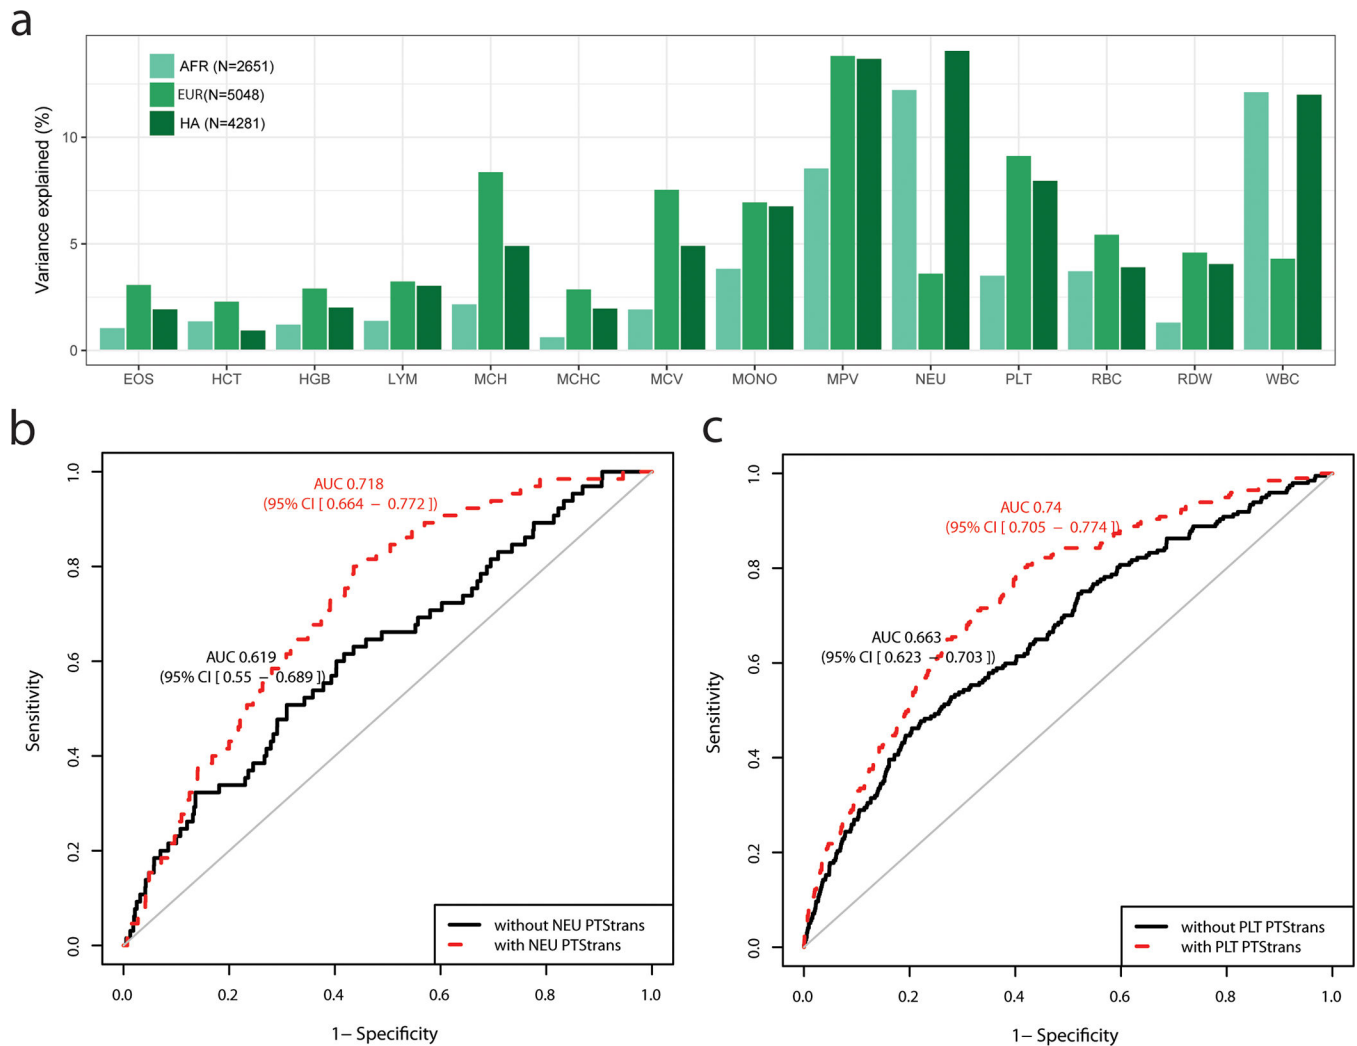 a
AFR (N=2651)
EUR(N=5048)
HA (N=4281)
Variance explained (%)
10
5
0
EOS HCT HGB LYM MCH MCHC MCV MONO MPV NEU PLT RBC RDW WBC
b
AUC 0.718
(95% CI [ 0.664 − 0.772 ])
AUC 0.619
(95% CI [ 0.55 − 0.689 ])
Sensitivity
1.0
0.8
0.6
0.4
0.2
0.0
without NEU PTStrans
with NEU PTStrans
0.0 0.2 0.4 0.6 0.8 1.0
1− Specificity
c
AUC 0.74
(95% CI [ 0.705 − 0.774 ])
AUC 0.663
(95% CI [ 0.623 − 0.703 ])
Sensitivity
1.0
0.8
0.6
0.4
0.2
0.0
without PLT PTStrans
with PLT PTStrans
0.0 0.2 0.4 0.6 0.8 1.0
1− Specificity